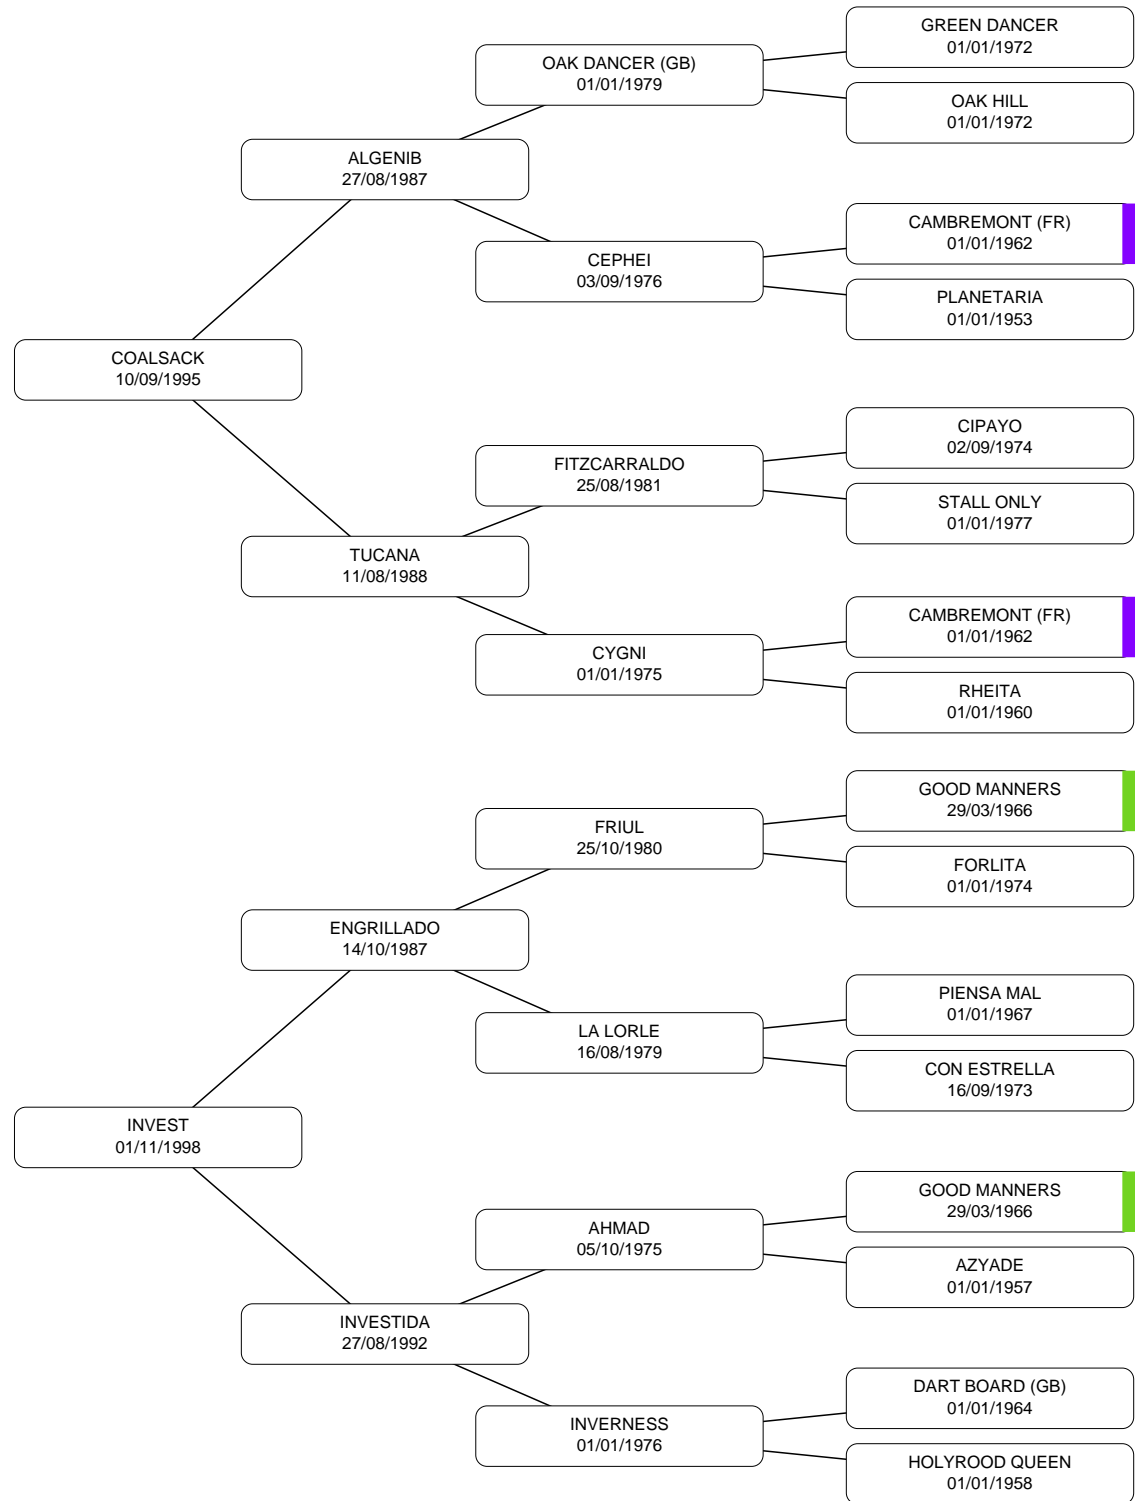 GREEN DANCER
01/01/1972
OAK DANCER (GB)
01/01/1979
OAK HILL
01/01/1972
ALGENIB
27/08/1987
CAMBREMONT (FR)
01/01/1962
CEPHEI
03/09/1976
PLANETARIA
01/01/1953
COALSACK
10/09/1995
CIPAYO
02/09/1974
FITZCARRALDO
25/08/1981
STALL ONLY
01/01/1977
TUCANA
11/08/1988
CAMBREMONT (FR)
01/01/1962
CYGNI
01/01/1975
RHEITA
01/01/1960
GOOD MANNERS
29/03/1966
FRIUL
25/10/1980
FORLITA
01/01/1974
ENGRILLADO
14/10/1987
PIENSA MAL
01/01/1967
LA LORLE
16/08/1979
CON ESTRELLA
16/09/1973
INVEST
01/11/1998
GOOD MANNERS
29/03/1966
AHMAD
05/10/1975
AZYADE
01/01/1957
INVESTIDA
27/08/1992
DART BOARD (GB)
01/01/1964
INVERNESS
01/01/1976
HOLYROOD QUEEN
01/01/1958